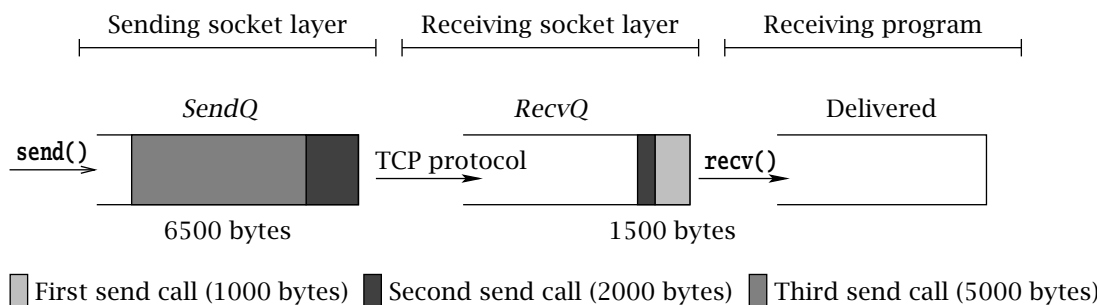 Sending socket layer Receiving socket layer Receiving program
SendQ RecvQ Delivered
send() TCP protocol recv()
6500 bytes 1500 bytes
First send call (1000 bytes) Second send call (2000 bytes) Third send call (5000 bytes)